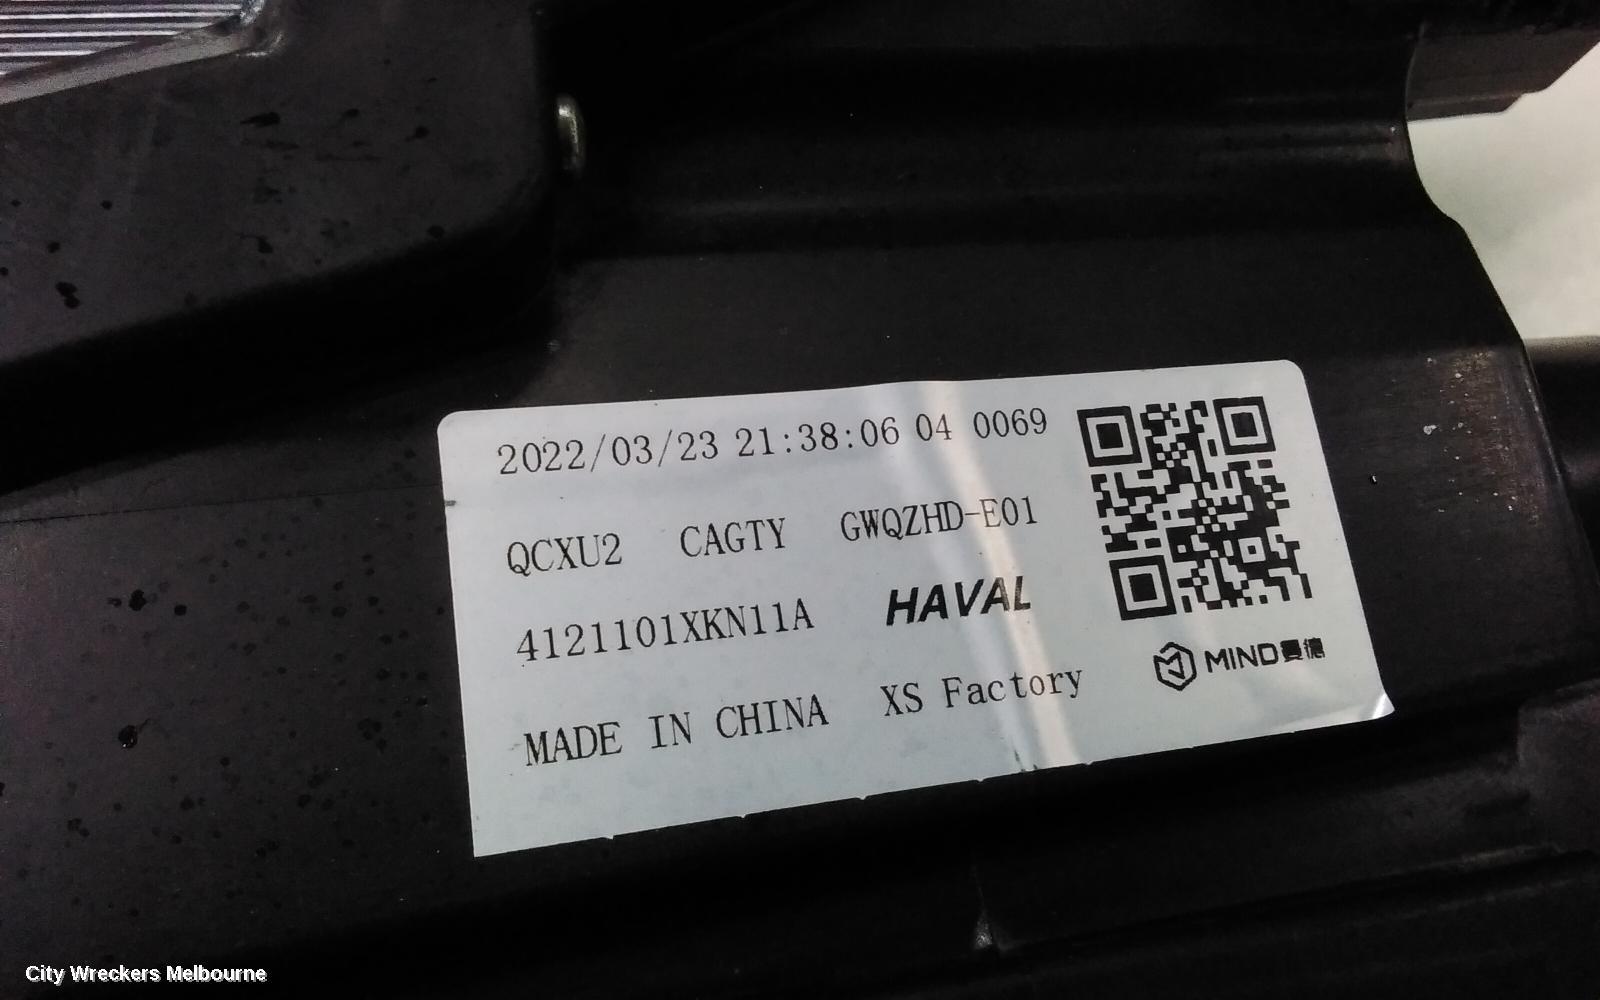 2022/03/23 21:38:06 04 0069
QCXU2 CAGTY GWQZHD-E01
4121101XKN11A HAVAL
MADE IN CHINA XS Factory
MIND曼德
City Wreckers Melbourne